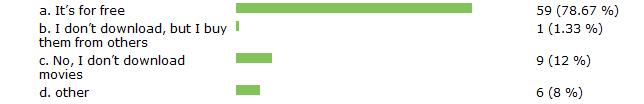 a. It's for free 59 (78.67 %)
b. I don't download, but I buy 1 (1.33 %)
them from others
c. No, I don't download 9 (12 %)
movies
d. other 6 (8 %)